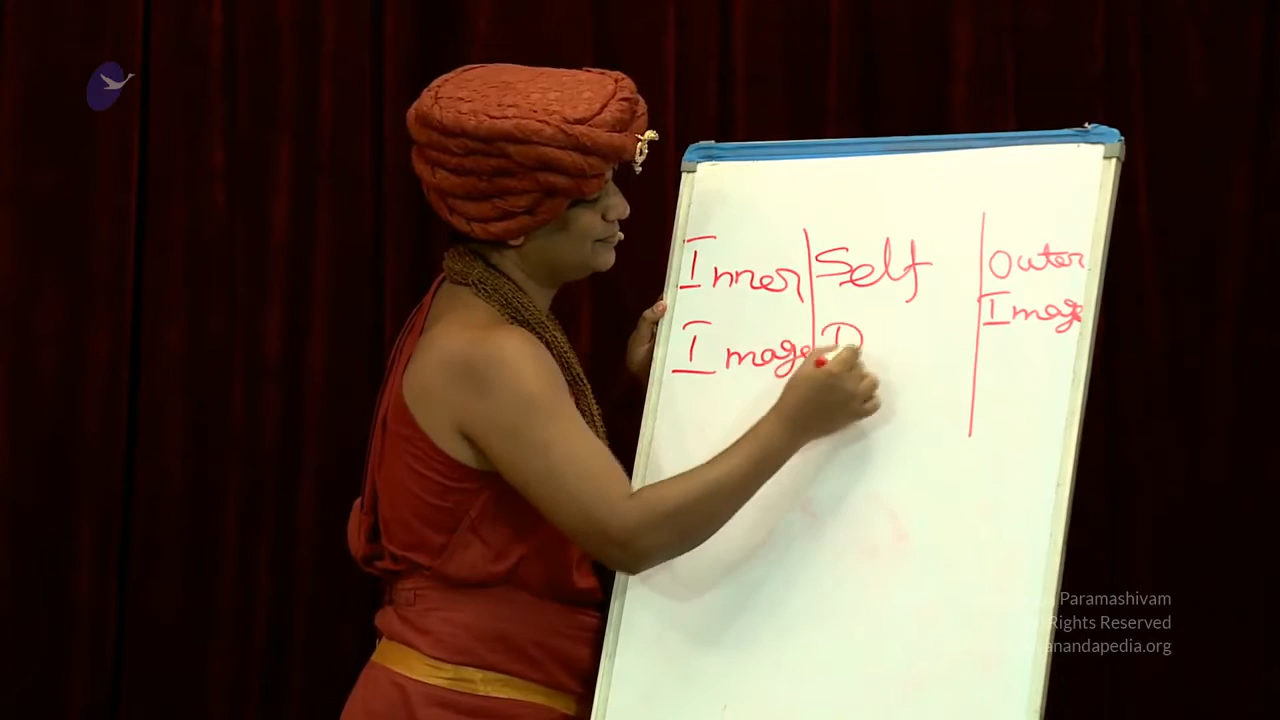 Inner Self Outer
Image
Image D
Paramashivam
Rights Reserved
anandapedia.org